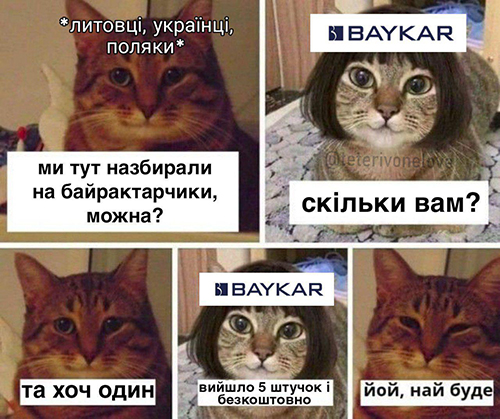 *литовці, українці,
поляки*
ми тут назбирали
на байрактарчики,
можна?
BAYKAR
скільки вам?
та хоч один
BAYKAR
вийшло 5 штучок і
безкоштовно
йой, най буде